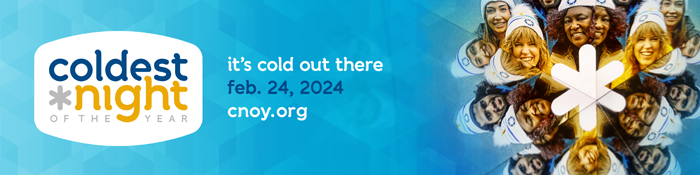 coldest
night
OF THE YEAR
it's cold out there
feb. 24, 2024
cnoy.org